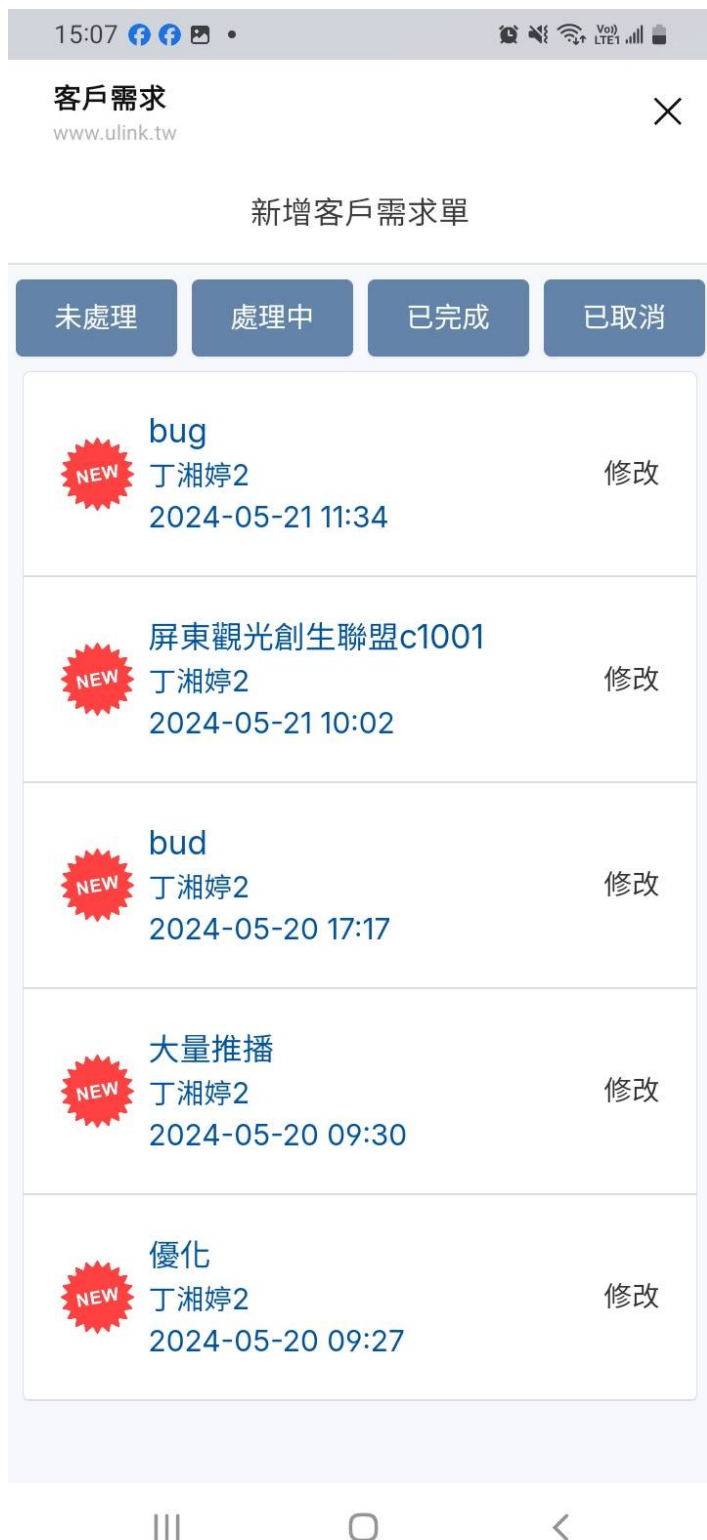 15:07
Vo))
LTE1
客戶需求
www.ulink.tw
新增客戶需求單
未處理 處理中 已完成 已取消
bug
NEW 丁湘婷2 修改
2024-05-21 11:34
屏東觀光創生聯盟c1001
NEW 丁湘婷2 修改
2024-05-21 10:02
bud
NEW 丁湘婷2 修改
2024-05-20 17:17
大量推播
NEW 丁湘婷2 修改
2024-05-20 09:30
優化
NEW 丁湘婷2 修改
2024-05-20 09:27